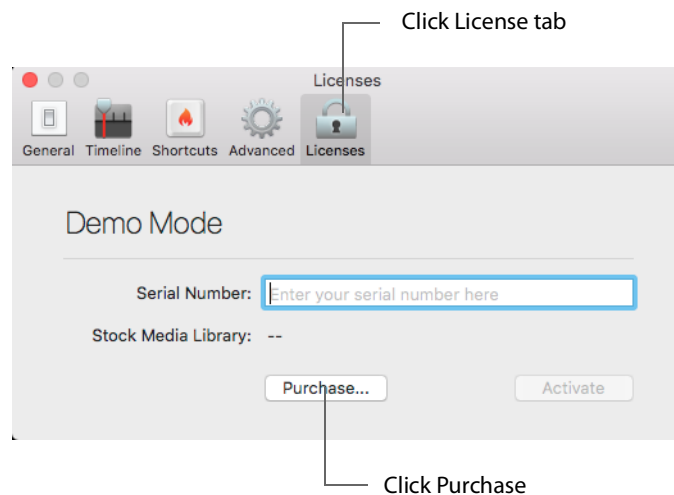 Click License tab
Licenses
General Timeline Shortcuts Advanced Licenses
Demo Mode
Serial Number: Enter your serial number here
Stock Media Library: --
Purchase... Activate
Click Purchase